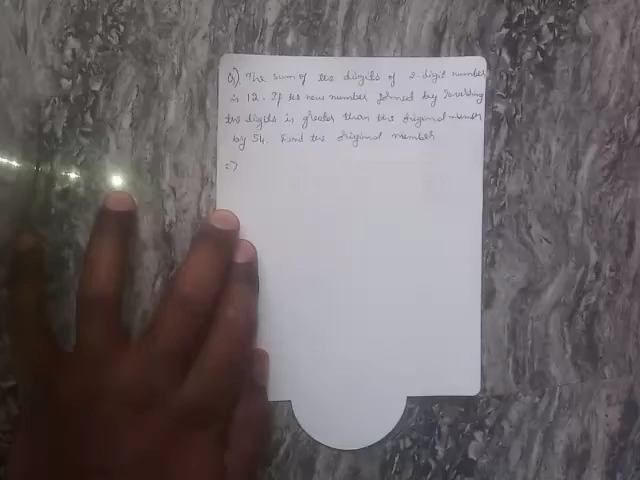 Q1) The sum of the digits of 2-digit number
is 12. If the new number formed by reversing
the digits is greater than the original number
by 54. Find the original number
=)